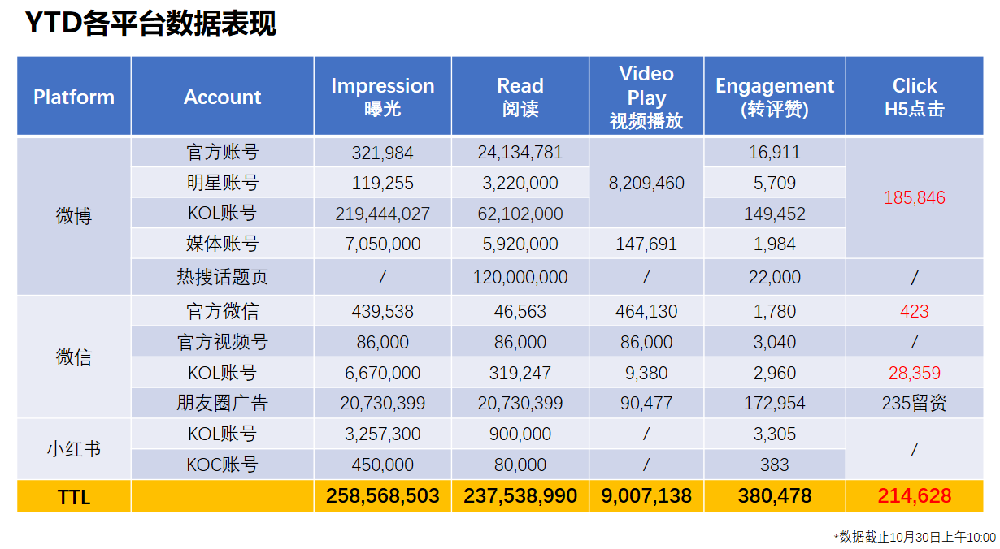 YTD各平台数据表现
Platform Account Impression 曝光 Read 阅读 Video Play 视频播放 Engagement (转评赞) Click H5点击
微博 官方账号 321,984 24,134,781 8,209,460 16,911 185,846
明星账号 119,255 3,220,000 5,709
KOL账号 219,444,027 62,102,000 149,452
媒体账号 7,050,000 5,920,000 147,691 1,984
热搜话题页 / 120,000,000 / 22,000 /
微信 官方微信 439,538 46,563 464,130 1,780 423
官方视频号 86,000 86,000 86,000 3,040 /
KOL账号 6,670,000 319,247 9,380 2,960 28,359
朋友圈广告 20,730,399 20,730,399 90,477 172,954 235留资
小红书 KOL账号 3,257,300 900,000 / 3,305 /
KOC账号 450,000 80,000 / 383
TTL 258,568,503 237,538,990 9,007,138 380,478 214,628
*数据截止10月30日上午10:00